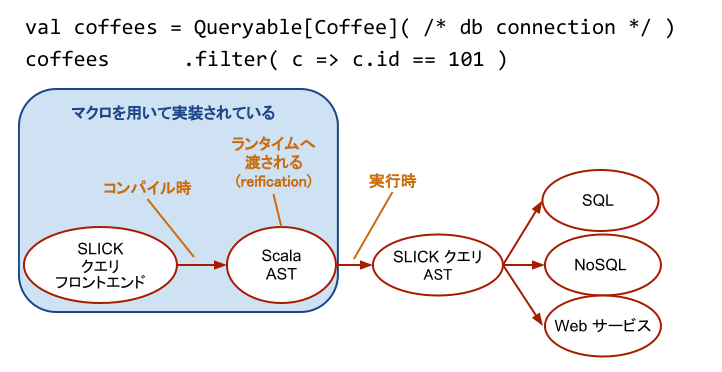 val coffees = Queryable[Coffee]( /* db connection */ )
coffees .filter( c => c.id == 101 )
マクロを用いて実装されている
ランタイムへ
渡される
(reification)
コンパイル時
実行時
SLICK
クエリ
フロントエンド
Scala
AST
SLICK クエリ
AST
SQL
NoSQL
Web サービス